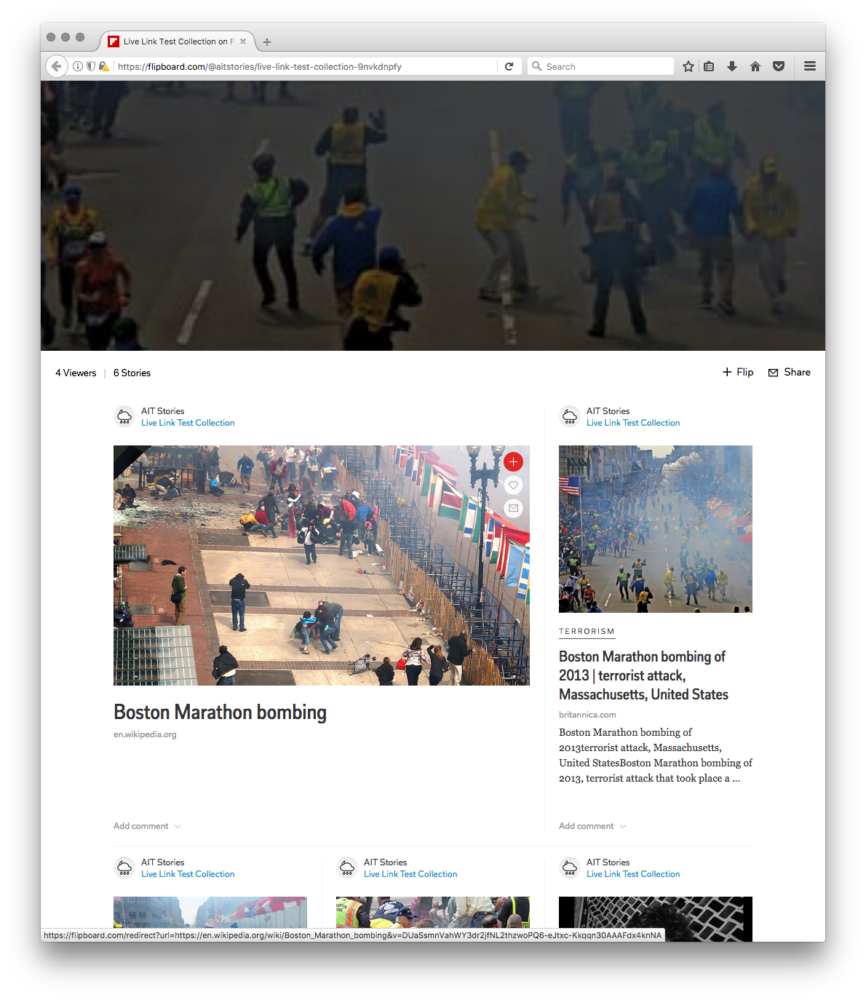 Live Link Test Collection on F
https://flipboard.com/@aitstories/live-link-test-collection-9nvkdnpfy
Search
4 Viewers | 6 Stories
Flip
Share
AIT Stories
Live Link Test Collection
Boston Marathon bombing
en.wikipedia.org
Add comment
AIT Stories
Live Link Test Collection
TERRORISM
Boston Marathon bombing of
2013 | terrorist attack,
Massachusetts, United States
britannica.com
Boston Marathon bombing of
2013terrorist attack, Massachusetts,
United StatesBoston Marathon bombing of
2013, terrorist attack that took place a ...
Add comment
AIT Stories
Live Link Test Collection
AIT Stories
Live Link Test Collection
AIT Stories
Live Link Test Collection
https://flipboard.com/redirect?url=https://en.wikipedia.org/wiki/Boston_Marathon_bombing&v=DUaSsmnVahWY3dr2jfNL2thzwoPQ6-eJtxc-Kkqqn30AAAFdx4knNA